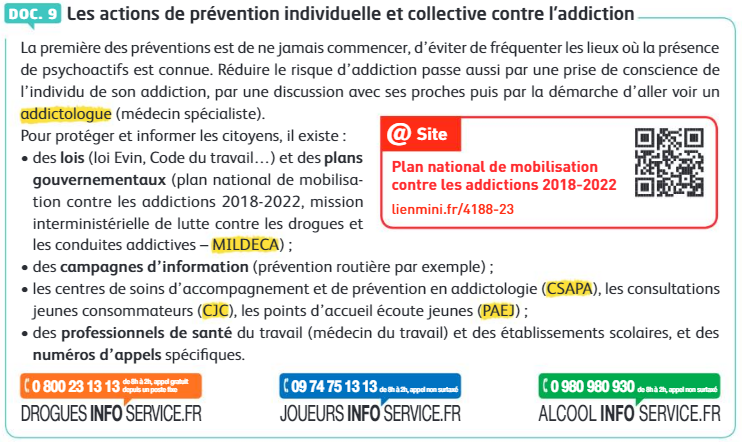 DOC. 9 Les actions de prévention individuelle et collective contre l'addiction
La première des préventions est de ne jamais commencer, d'éviter de fréquenter les lieux où la présence
de psychoactifs est connue. Réduire le risque d'addiction passe aussi par une prise de conscience de
l'individu de son addiction, par une discussion avec ses proches puis par la démarche d'aller voir un
addictologue (médecin spécialiste).
Pour protéger et informer les citoyens, il existe :
• des lois (loi Evin, Code du travail…) et des plans
gouvernementaux (plan national de mobilisa-
tion contre les addictions 2018-2022, mission
interministérielle de lutte contre les drogues et
les conduites addictives – MILDECA) ;
@ Site
Plan national de mobilisation
contre les addictions 2018-2022
lienmini.fr/4188-23
• des campagnes d'information (prévention routière par exemple) ;
• les centres de soins d'accompagnement et de prévention en addictologie (CSAPA), les consultations
jeunes consommateurs (CJC), les points d'accueil écoute jeunes (PAEJ) ;
• des professionnels de santé du travail (médecin du travail) et des établissements scolaires, et des
numéros d'appels spécifiques.
0 800 23 13 13 de 8h à 2h, appel gratuit
depuis un poste fixe
DROGUES INFO SERVICE.FR
09 74 75 13 13 de 8h à 2h, appel non surtaxé
JOUEURS INFO SERVICE.FR
0 980 980 930 de 8h à 2h, appel non surtaxé
ALCOOL INFO SERVICE.FR